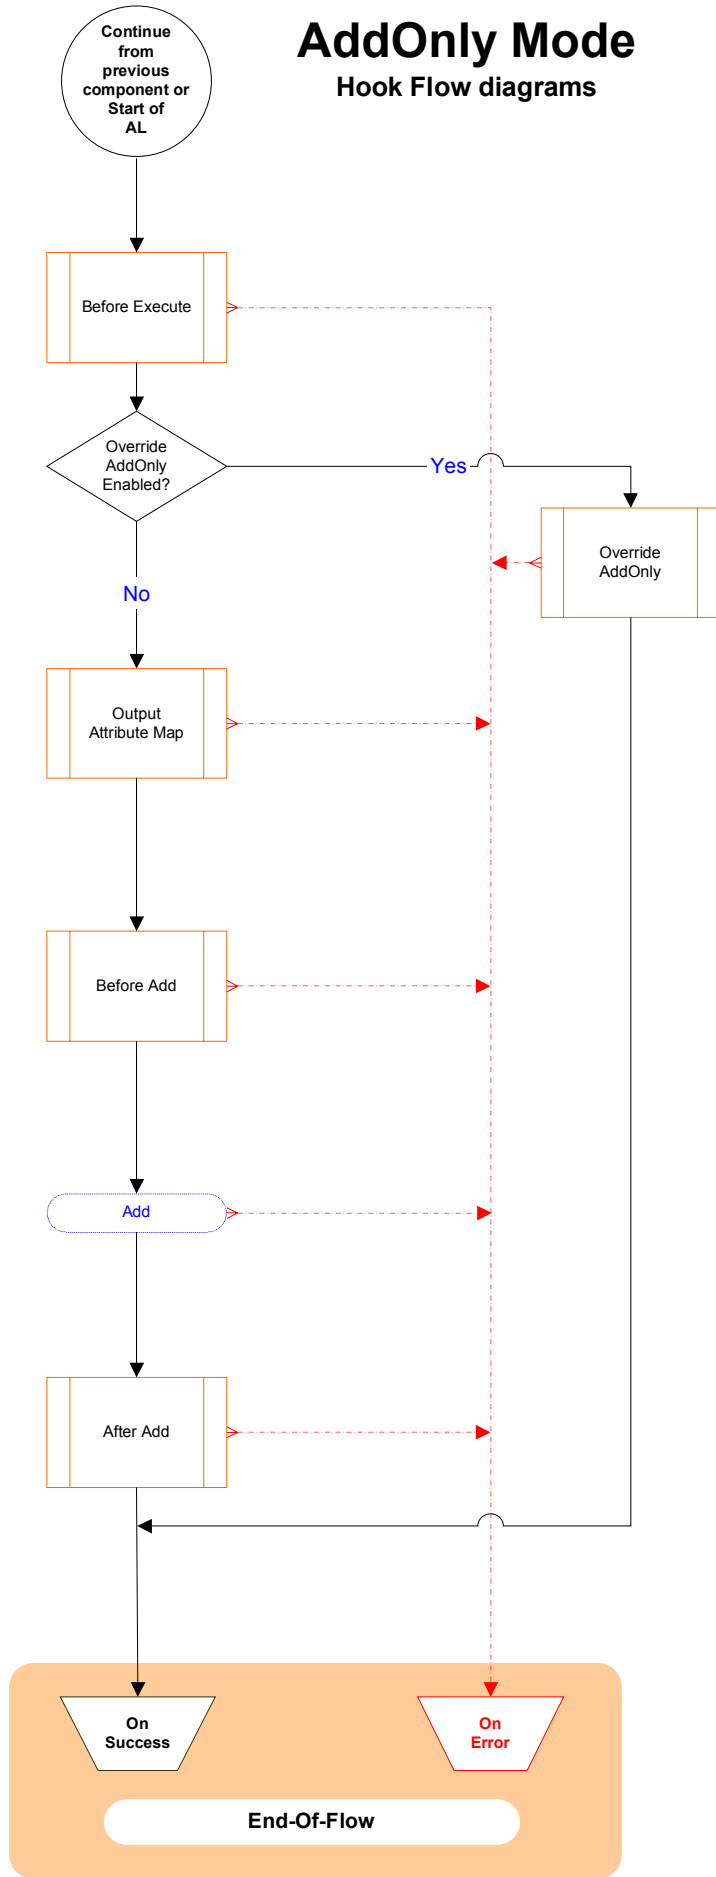 Continue
from
previous
component or
Start of
AL
AddOnly Mode
Hook Flow diagrams
Before Execute
Override
AddOnly
Enabled?
Yes
Override
AddOnly
No
Output
Attribute Map
Before Add
Add
After Add
On
Success
On
Error
End-Of-Flow